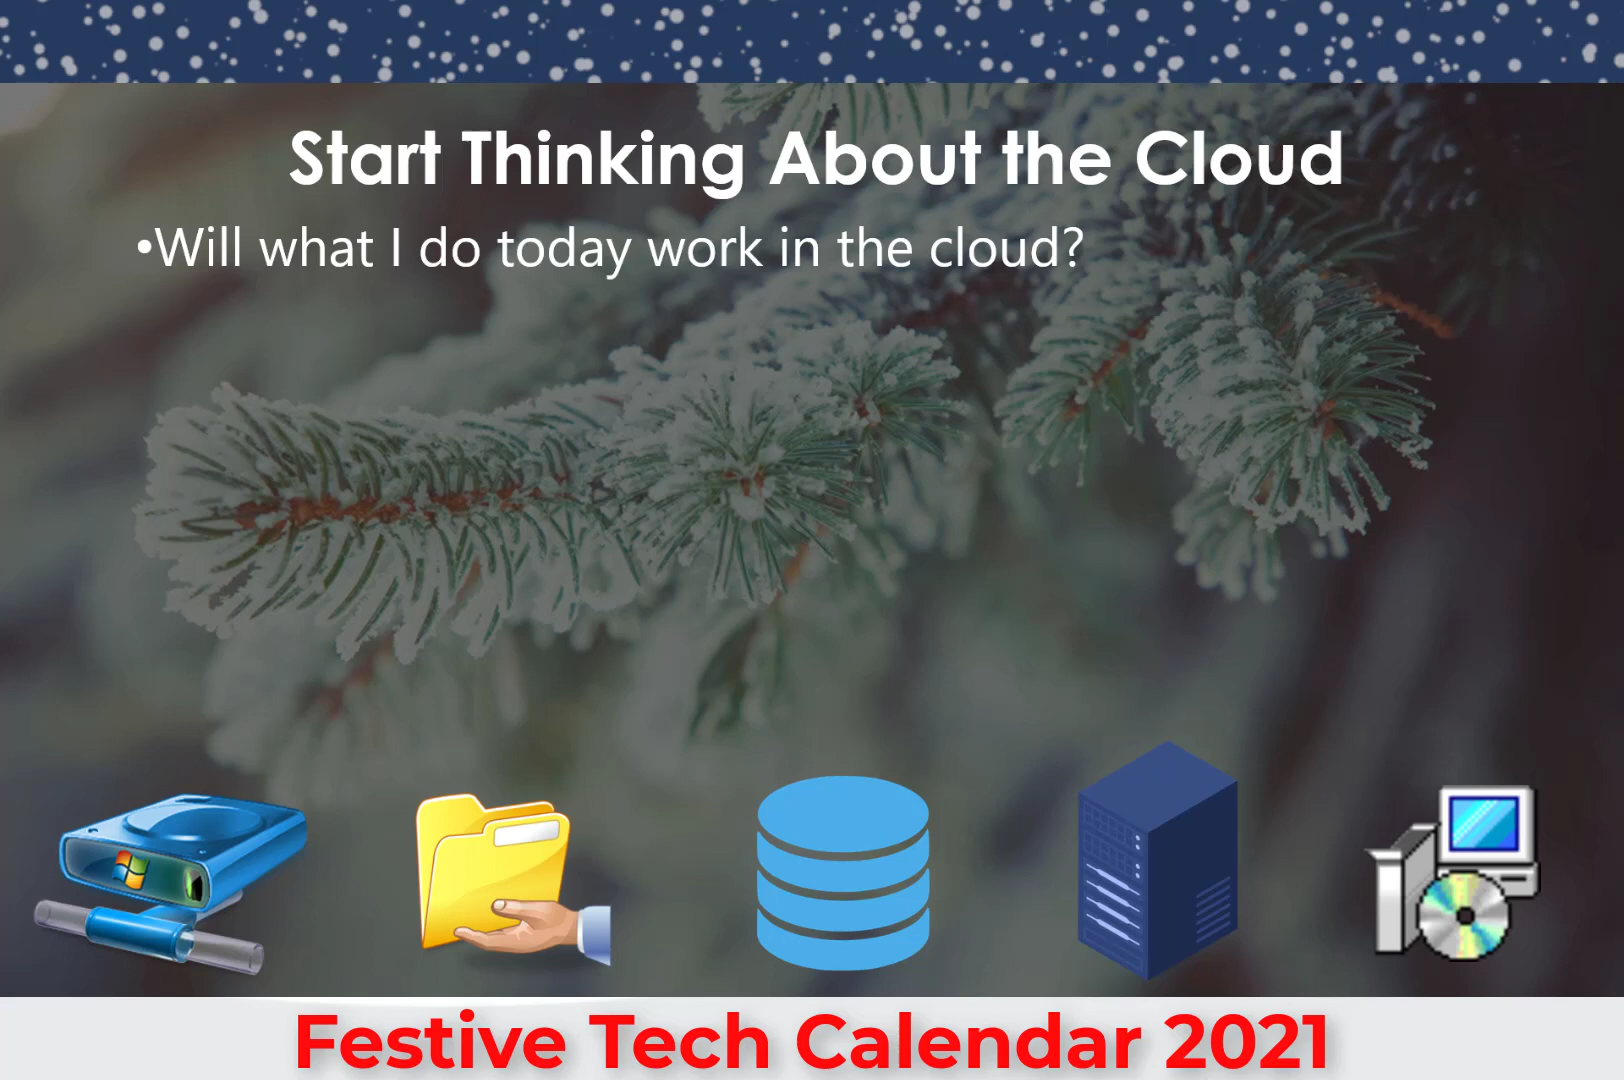 Start Thinking About the Cloud
•Will what I do today work in the cloud?
Festive Tech Calendar 2021